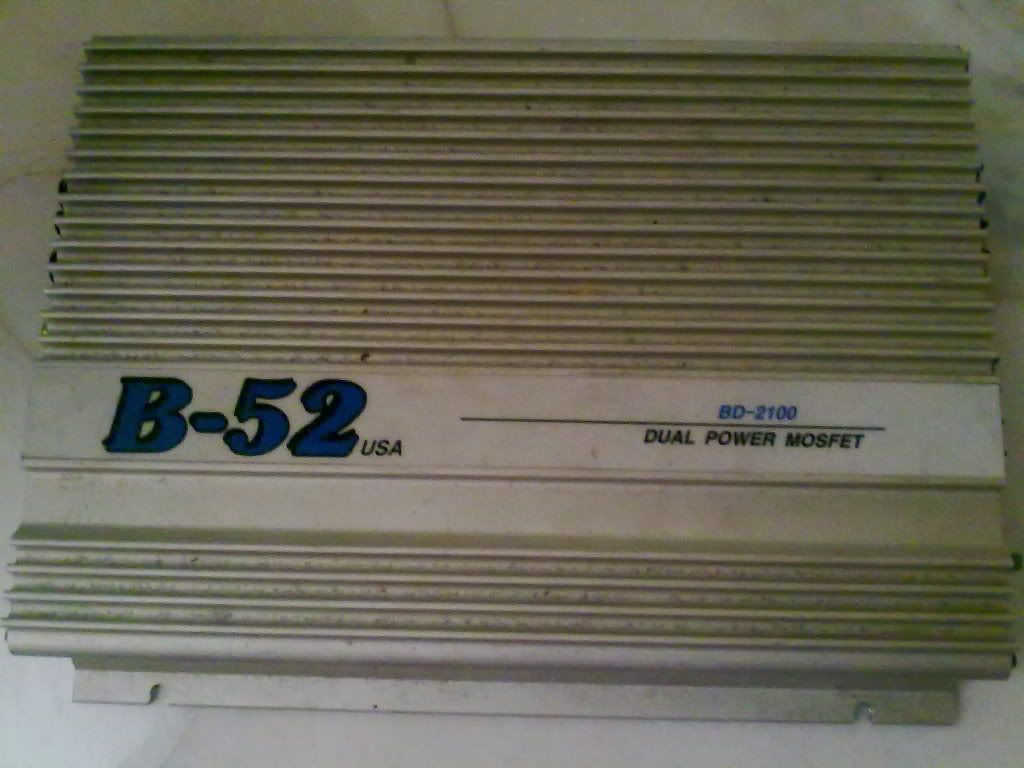 B-52 USA
BD-2100
DUAL POWER MOSFET